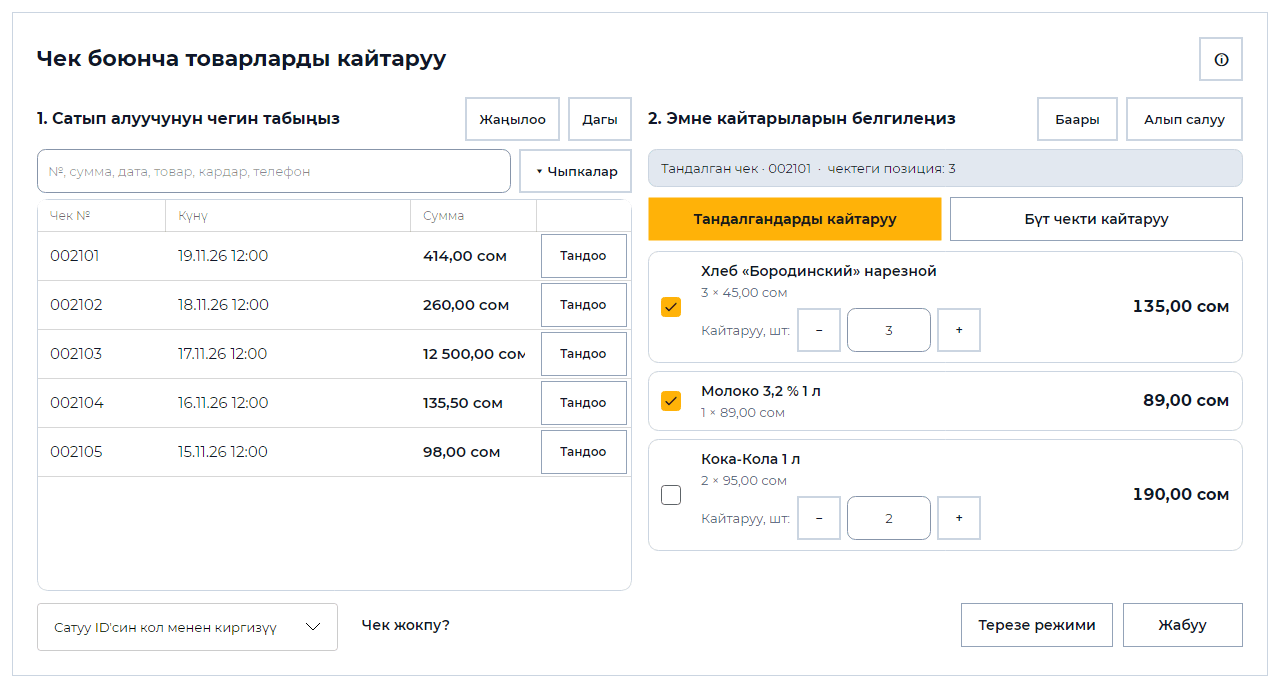 Чек боюнча товарларды кайтаруу
1. Сатып алуучунун чегин табыңыз
Жаңылоо
Дагы
№, сумма, дата, товар, кардар, телефон
Чыпкалар
Чек № Күнү Сумма
002101 19.11.26 12:00 414,00 сом Тандоо
002102 18.11.26 12:00 260,00 сом Тандоо
002103 17.11.26 12:00 12 500,00 сом Тандоо
002104 16.11.26 12:00 135,50 сом Тандоо
002105 15.11.26 12:00 98,00 сом Тандоо
Сатуу ID'син кол менен киргизүү
Чек жокпу?
2. Эмне кайтарыларын белгилеңиз
Баары
Алып салуу
Тандалган чек · 002101 · чектеги позиция: 3
Тандалгандарды кайтаруу
Бүт чекти кайтаруу
Хлеб «Бородинский» нарезной
3 × 45,00 сом
Кайтаруу, шт: − 3 +
135,00 сом
Молоко 3,2 % 1 л
1 × 89,00 сом
89,00 сом
Кока-Кола 1 л
2 × 95,00 сом
Кайтаруу, шт: − 2 +
190,00 сом
Терезе режими
Жабуу